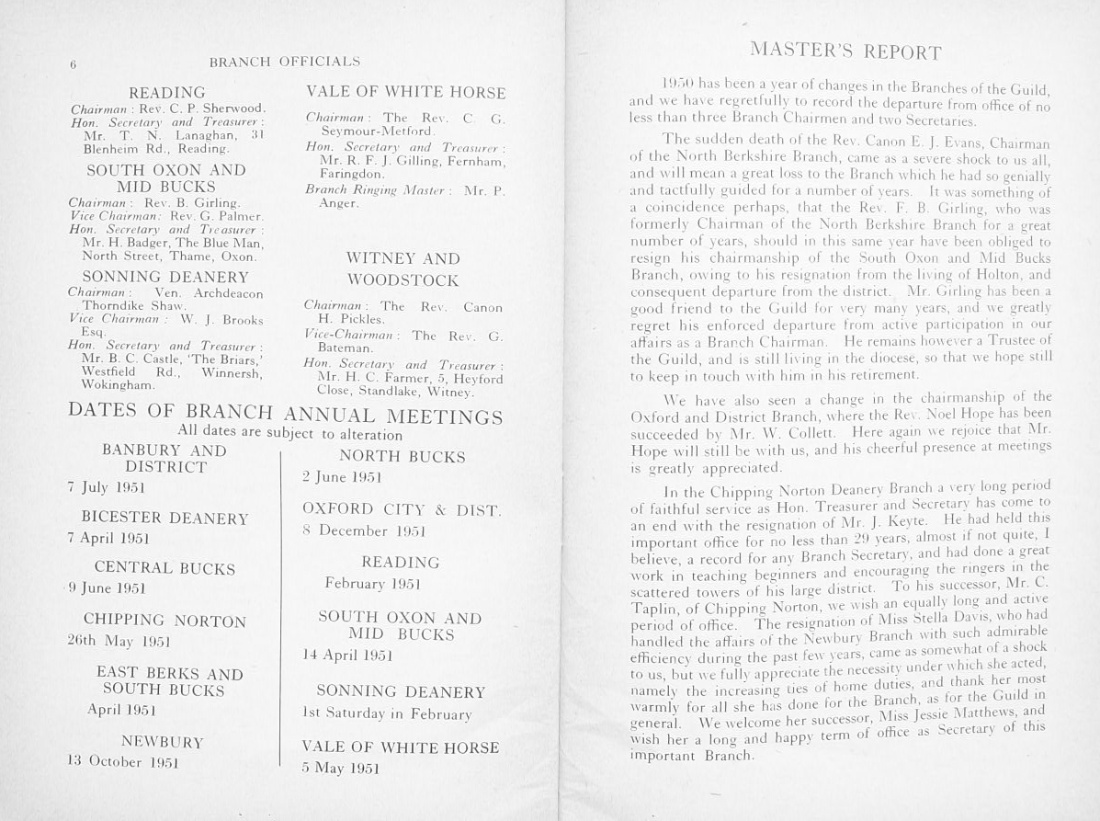 6
BRANCH OFFICIALS
READING
Chairman : Rev. C. P. Sherwood.
Hon. Secretary and Treasurer :
Mr. T. N. Lanaghan, 31
Blenheim Rd., Reading.
SOUTH OXON AND
MID BUCKS
Chairman : Rev. B. Girling.
Vice Chairman: Rev. G. Palmer.
Hon. Secretary and Treasurer :
Mr. H. Badger, The Blue Man,
North Street, Thame, Oxon.
SONNING DEANERY
Chairman : Ven. Archdeacon
Thorndike Shaw.
Vice Chairman : W. J. Brooks
Esq.
Hon. Secretary and Treasurer :
Mr. B. C. Castle, 'The Briars,'
Westfield Rd., Winnersh,
Wokingham.
VALE OF WHITE HORSE
Chairman : The Rev. C. G.
Seymour-Metford.
Hon. Secretary and Treasurer :
Mr. R. F. J. Gilling, Fernham,
Faringdon.
Branch Ringing Master : Mr. P.
Anger.
WITNEY AND
WOODSTOCK
Chairman : The Rev. Canon
H. Pickles.
Vice-Chairman : The Rev. G.
Bateman.
Hon. Secretary and Treasurer :
Mr. H. C. Farmer, 5, Heyford
Close, Standlake, Witney.
DATES OF BRANCH ANNUAL MEETINGS
All dates are subject to alteration
BANBURY AND
DISTRICT
7 July 1951
BICESTER DEANERY
7 April 1951
CENTRAL BUCKS
9 June 1951
CHIPPING NORTON
26th May 1951
EAST BERKS AND
SOUTH BUCKS
April 1951
NEWBURY
13 October 1951
NORTH BUCKS
2 June 1951
OXFORD CITY & DIST.
8 December 1951
READING
February 1951
SOUTH OXON AND
MID BUCKS
14 April 1951
SONNING DEANERY
1st Saturday in February
VALE OF WHITE HORSE
5 May 1951
MASTER'S REPORT
1950 has been a year of changes in the Branches of the Guild,
and we have regretfully to record the departure from office of no
less than three Branch Chairmen and two Secretaries.
The sudden death of the Rev. Canon E. J. Evans, Chairman
of the North Berkshire Branch, came as a severe shock to us all,
and will mean a great loss to the Branch which he had so genially
and tactfully guided for a number of years. It was something of
a coincidence perhaps, that the Rev. F. B. Girling, who was
formerly Chairman of the North Berkshire Branch for a great
number of years, should in this same year have been obliged to
resign his chairmanship of the South Oxon and Mid Bucks
Branch, owing to his resignation from the living of Holton, and
consequent departure from the district. Mr. Girling has been a
good friend to the Guild for very many years, and we greatly
regret his enforced departure from active participation in our
affairs as a Branch Chairman. He remains however a Trustee of
the Guild, and is still living in the diocese, so that we hope still
to keep in touch with him in his retirement.
We have also seen a change in the chairmanship of the
Oxford and District Branch, where the Rev. Noel Hope has been
succeeded by Mr. W. Collett. Here again we rejoice that Mr.
Hope will still be with us, and his cheerful presence at meetings
is greatly appreciated.
In the Chipping Norton Deanery Branch a very long period
of faithful service as Hon. Treasurer and Secretary has come to
an end with the resignation of Mr. J. Keyte. He had held this
important office for no less than 29 years, almost if not quite, I
believe, a record for any Branch Secretary, and had done a great
work in teaching beginners and encouraging the ringers in the
scattered towers of his large district. To his successor, Mr. C.
Taplin, of Chipping Norton, we wish an equally long and active
period of office. The resignation of Miss Stella Davis, who had
handled the affairs of the Newbury Branch with such admirable
efficiency during the past few years, came as somewhat of a shock
to us, but we fully appreciate the necessity under which she acted,
namely the increasing ties of home duties, and thank her most
warmly for all she has done for the Branch, as for the Guild in
general. We welcome her successor, Miss Jessie Matthews, and
wish her a long and happy term of office as Secretary of this
important Branch.